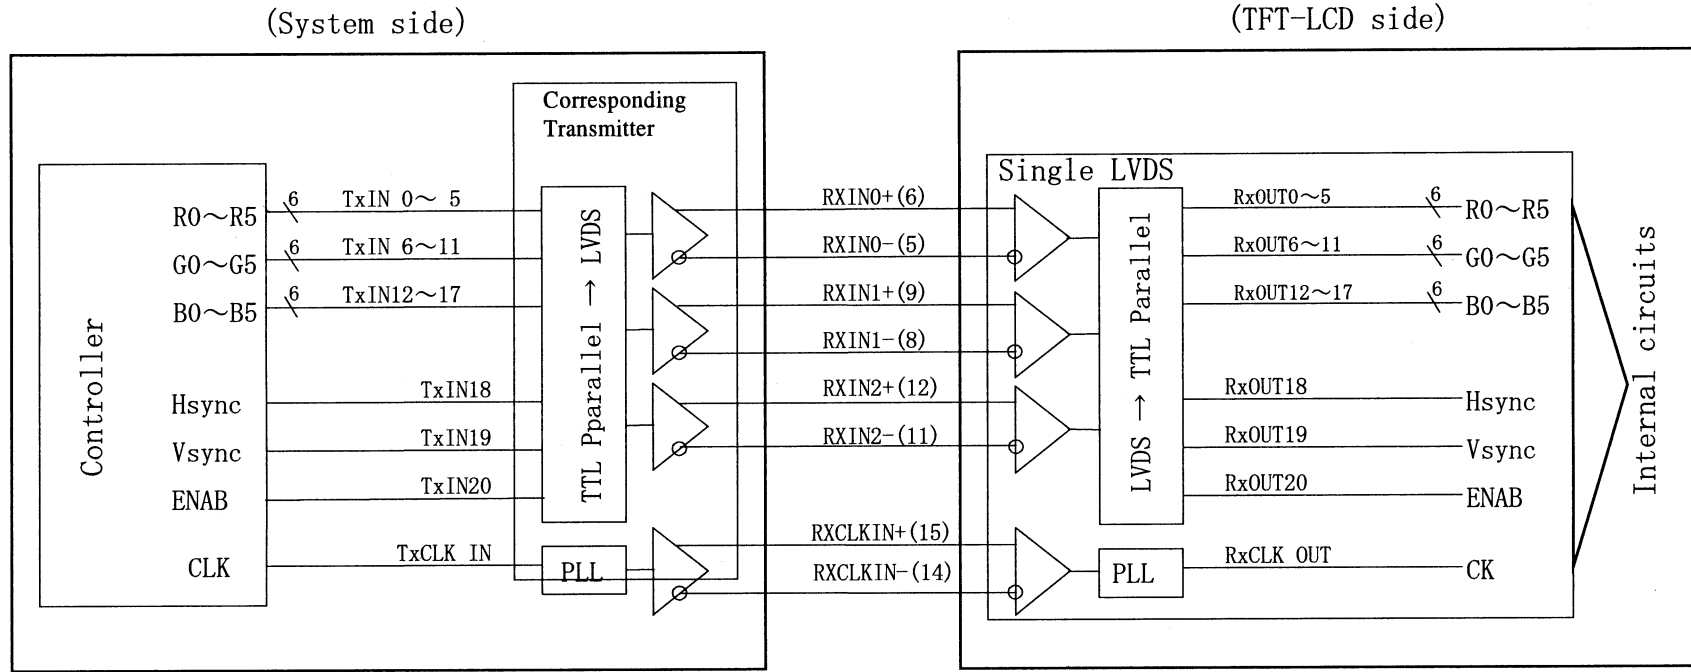 (System side)
(TFT-LCD side)
Corresponding
Transmitter
Controller
R0～R5
G0～G5
B0～B5
Hsync
Vsync
ENAB
CLK
6
TxIN 0～ 5
6
TxIN 6～11
6
TxIN12～17
TxIN18
TxIN19
TxIN20
TxCLK IN
TTL Pparallel → LVDS
PLL
RXIN0+(6)
RXIN0-(5)
RXIN1+(9)
RXIN1-(8)
RXIN2+(12)
RXIN2-(11)
RXCLKIN+(15)
RXCLKIN-(14)
Single LVDS
LVDS → TTL Parallel
PLL
RxOUT0～5
6
RxOUT6～11
6
RxOUT12～17
6
RxOUT18
RxOUT19
RxOUT20
RxCLK OUT
R0～R5
G0～G5
B0～B5
Hsync
Vsync
ENAB
CK
Internal circuits